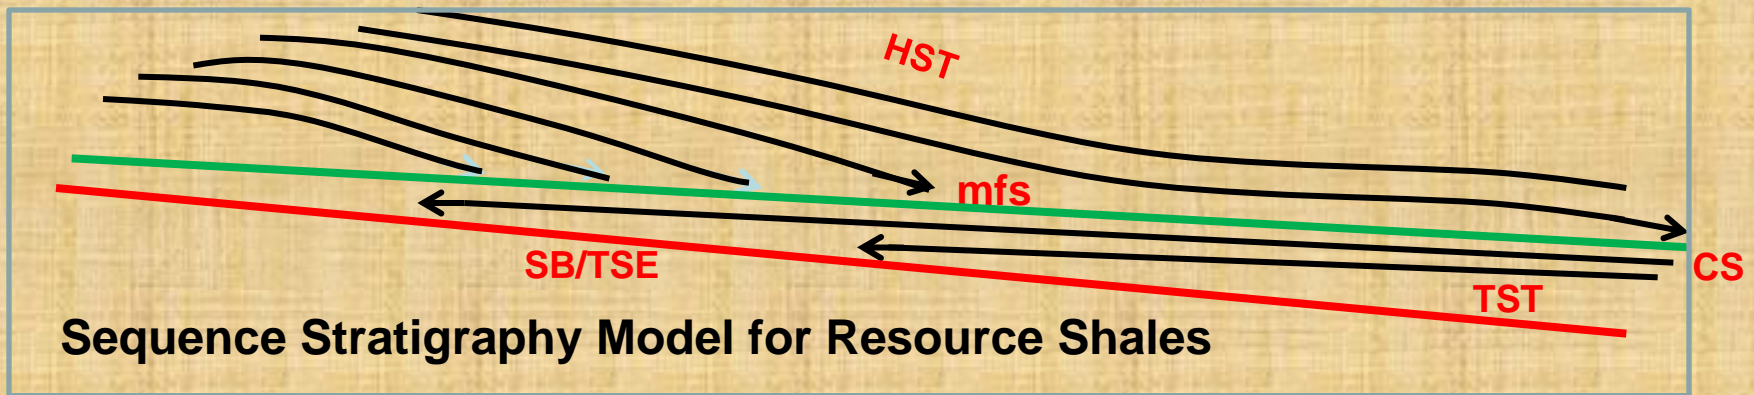 HST
mfs
SB/TSE
CS
TST
Sequence Stratigraphy Model for Resource Shales